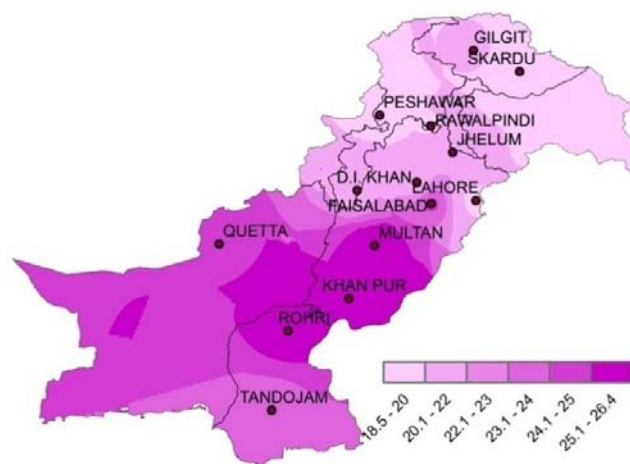 GILGIT
SKARDU
PESHAWAR
RAWALPINDI
JHELUM
D.I. KHAN
LAHORE
FAISALABAD
QUETTA
MULTAN
KHAN PUR
ROHRI
TANDOJAM
18.5 - 20
20.1 - 22
22.1 - 23
23.1 - 24
24.1 - 25
25.1 - 26.4